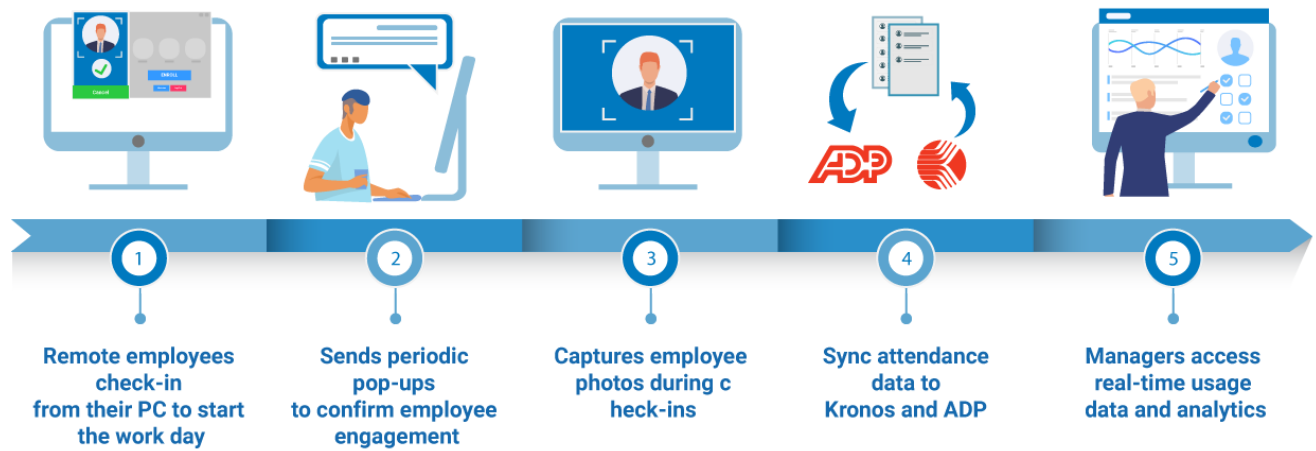 ENROLL
Cancel
ADP
1
2
3
4
5
Remote employees
check-in
from their PC to start
the work day
Sends periodic
pop-ups
to confirm employee
engagement
Captures employee
photos during c
heck-ins
Sync attendance
data to
Kronos and ADP
Managers access
real-time usage
data and analytics